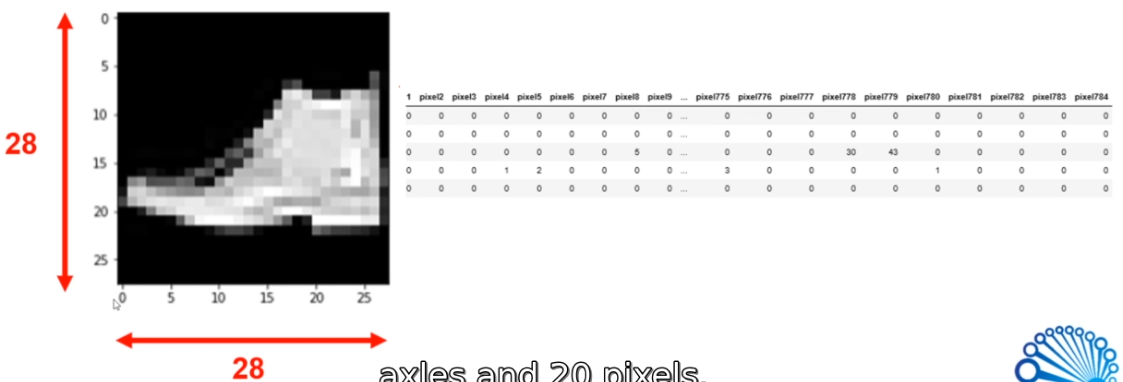 0
5
10
15
20
25
0 5 10 15 20 25
28
28
1 pixel2 pixel3 pixel4 pixel5 pixel6 pixel7 pixel8 pixel9 ... pixel775 pixel776 pixel777 pixel778 pixel779 pixel780 pixel781 pixel782 pixel783 pixel784
0 0 0 0 0 0 0 0 0 ... 0 0 0 0 0 0 0 0 0 0
0 0 0 0 0 0 0 0 0 ... 0 0 0 0 0 0 0 0 0 0
0 0 0 0 0 0 0 5 0 ... 0 0 0 30 43 0 0 0 0 0
0 0 0 1 2 0 0 0 0 ... 3 0 0 0 0 1 0 0 0 0
0 0 0 0 0 0 0 0 0 ... 0 0 0 0 0 0 0 0 0 0
axles and 20 pixels.